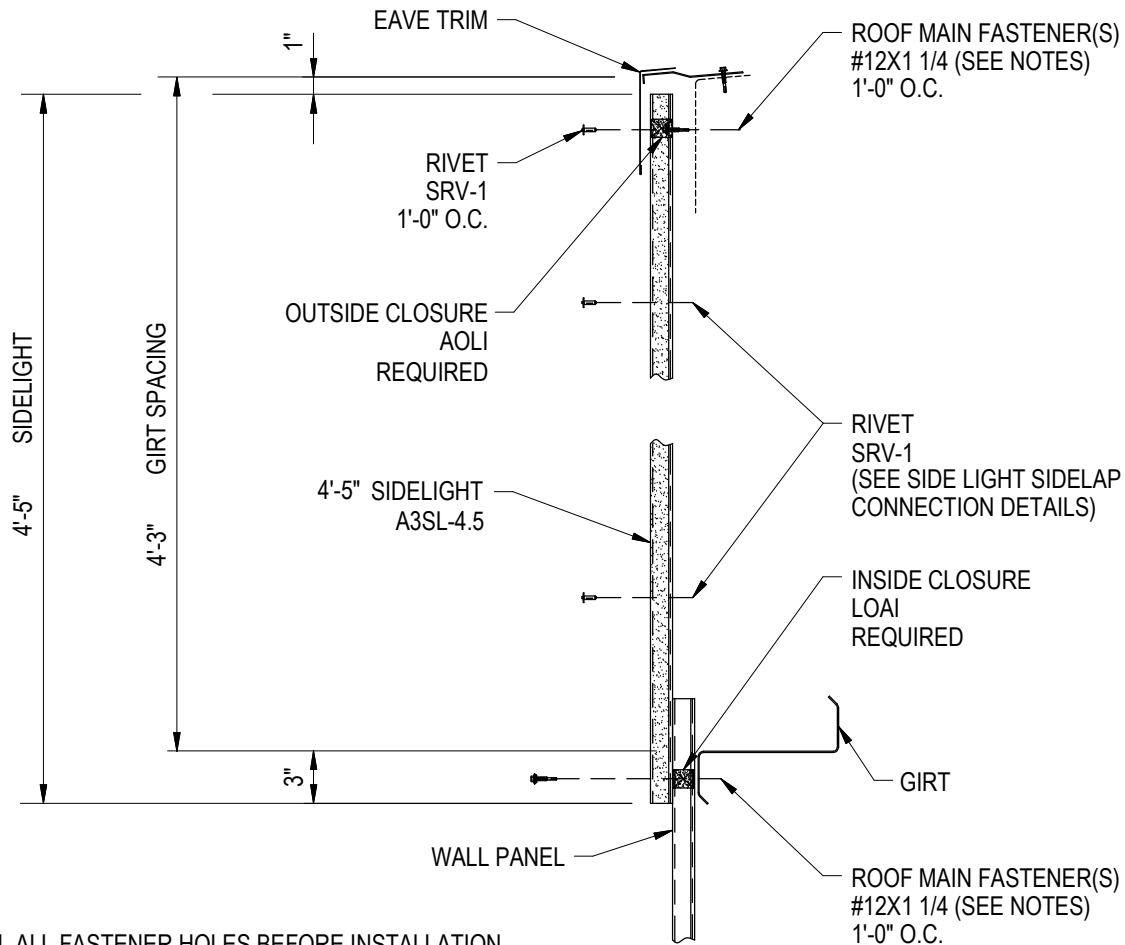 EAVE TRIM
1"
ROOF MAIN FASTENER(S)
#12X1 1/4 (SEE NOTES)
1'-0" O.C.
RIVET
SRV-1
1'-0" O.C.
OUTSIDE CLOSURE
AOLI
REQUIRED
4'-5" SIDELIGHT
4'-3" GIRT SPACING
RIVET
SRV-1
(SEE SIDE LIGHT SIDELAP
CONNECTION DETAILS)
4'-5" SIDELIGHT
A3SL-4.5
INSIDE CLOSURE
LOAI
REQUIRED
3"
GIRT
WALL PANEL
ROOF MAIN FASTENER(S)
#12X1 1/4 (SEE NOTES)
1'-0" O.C.
ALL FASTENER HOLES BEFORE INSTALLATION